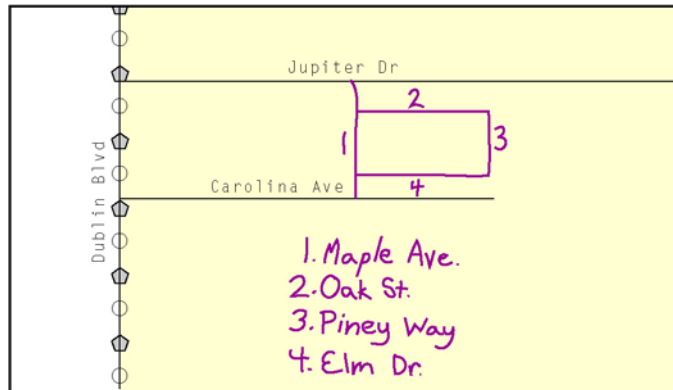 Jupiter Dr
2
1
3
Carolina Ave
4
Dublin Blvd
1. Maple Ave.
2. Oak St.
3. Piney Way
4. Elm Dr.